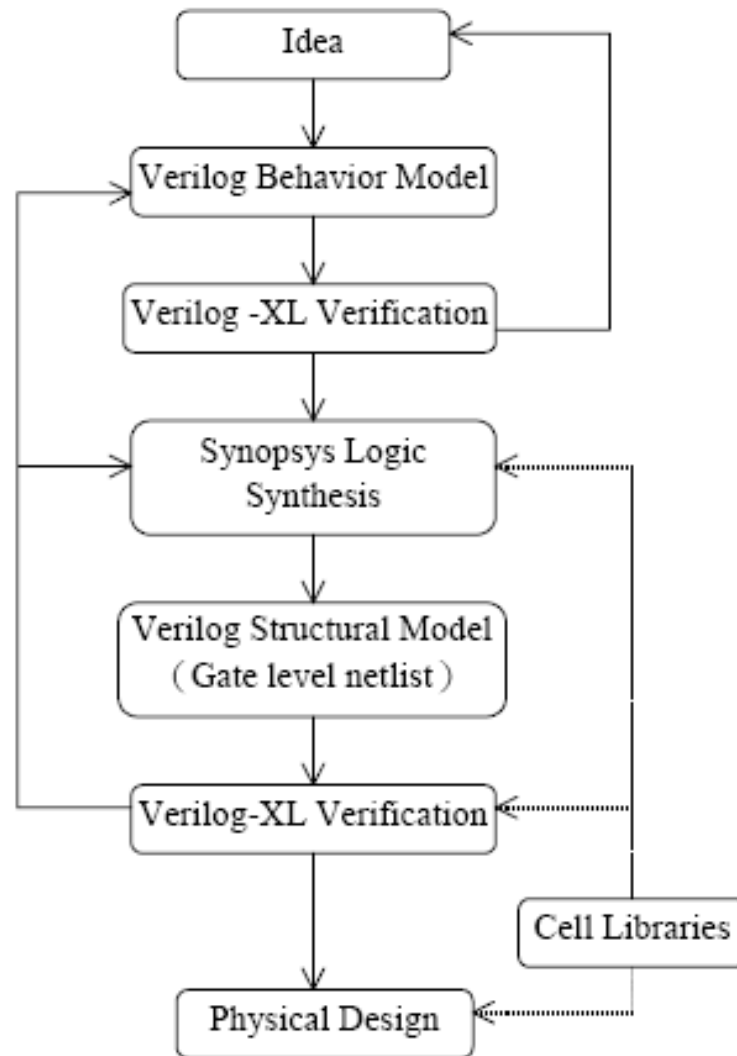 Idea
Verilog Behavior Model
Verilog -XL Verification
Synopsys Logic
Synthesis
Verilog Structural Model
（Gate level netlist）
Verilog-XL Verification
Cell Libraries
Physical Design